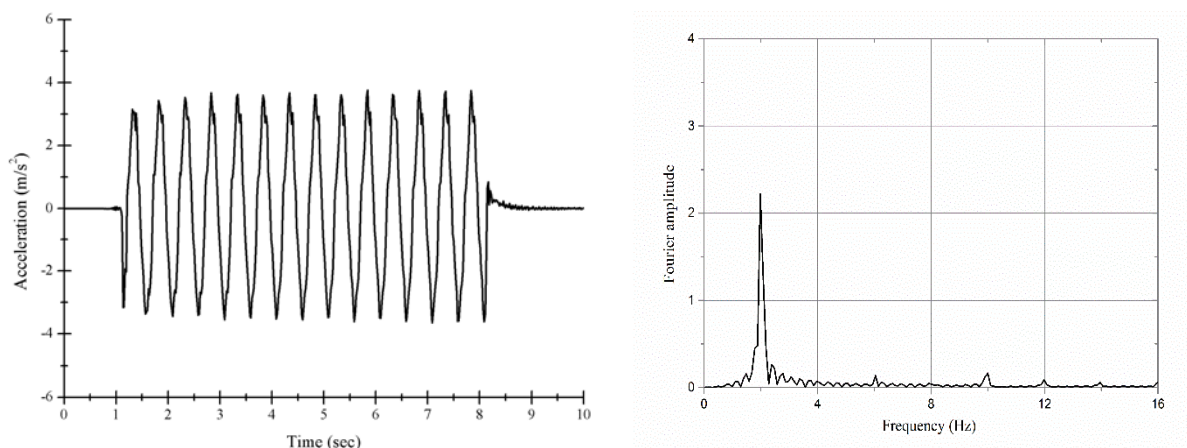 6
4
2
0
-2
-4
-6
Acceleration (m/s²)
0 1 2 3 4 5 6 7 8 9 10
Time (sec)
4
3
2
1
0
Fourier amplitude
0 4 8 12 16
Frequency (Hz)